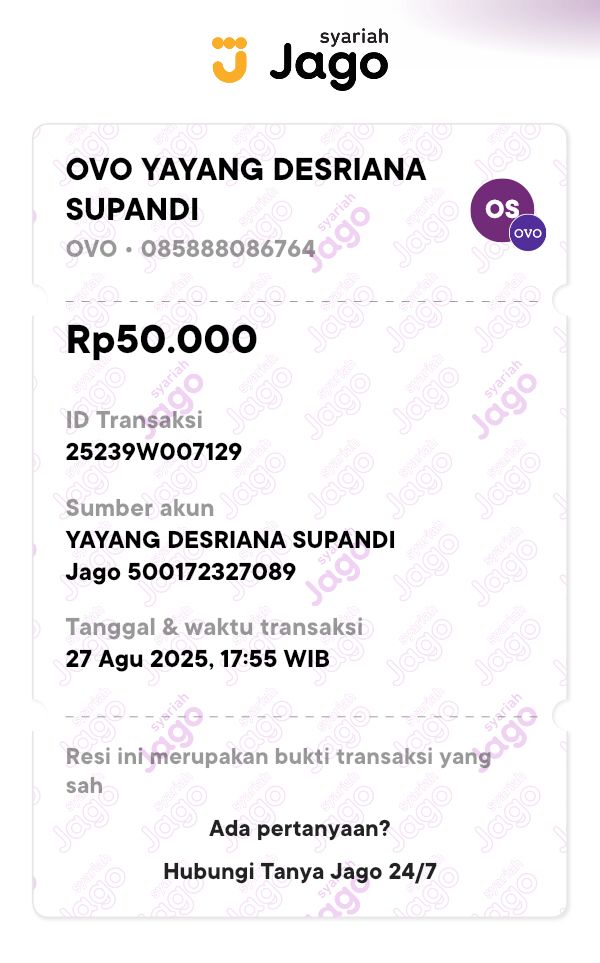 syariah
Jago
OVO YAYANG DESRIANA
SUPANDI
OS
OVO
OVO • 085888086764
Rp50.000
ID Transaksi
25239W007129
Sumber akun
YAYANG DESRIANA SUPANDI
Jago 500172327089
Tanggal & waktu transaksi
27 Agu 2025, 17:55 WIB
Resi ini merupakan bukti transaksi yang
sah
Ada pertanyaan?
Hubungi Tanya Jago 24/7